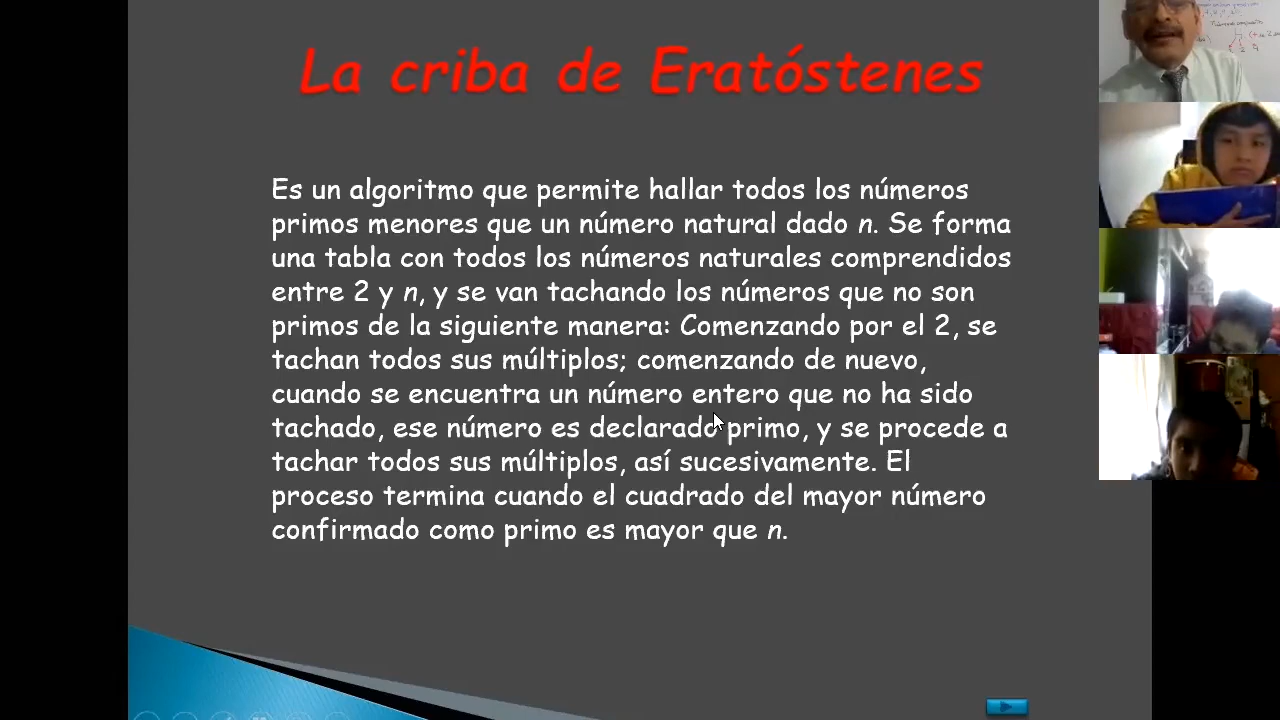 La criba de Eratóstenes
Es un algoritmo que permite hallar todos los números
primos menores que un número natural dado n. Se forma
una tabla con todos los números naturales comprendidos
entre 2 y n, y se van tachando los números que no son
primos de la siguiente manera: Comenzando por el 2, se
tachan todos sus múltiplos; comenzando de nuevo,
cuando se encuentra un número entero que no ha sido
tachado, ese número es declarado primo, y se procede a
tachar todos sus múltiplos, así sucesivamente. El
proceso termina cuando el cuadrado del mayor número
confirmado como primo es mayor que n.